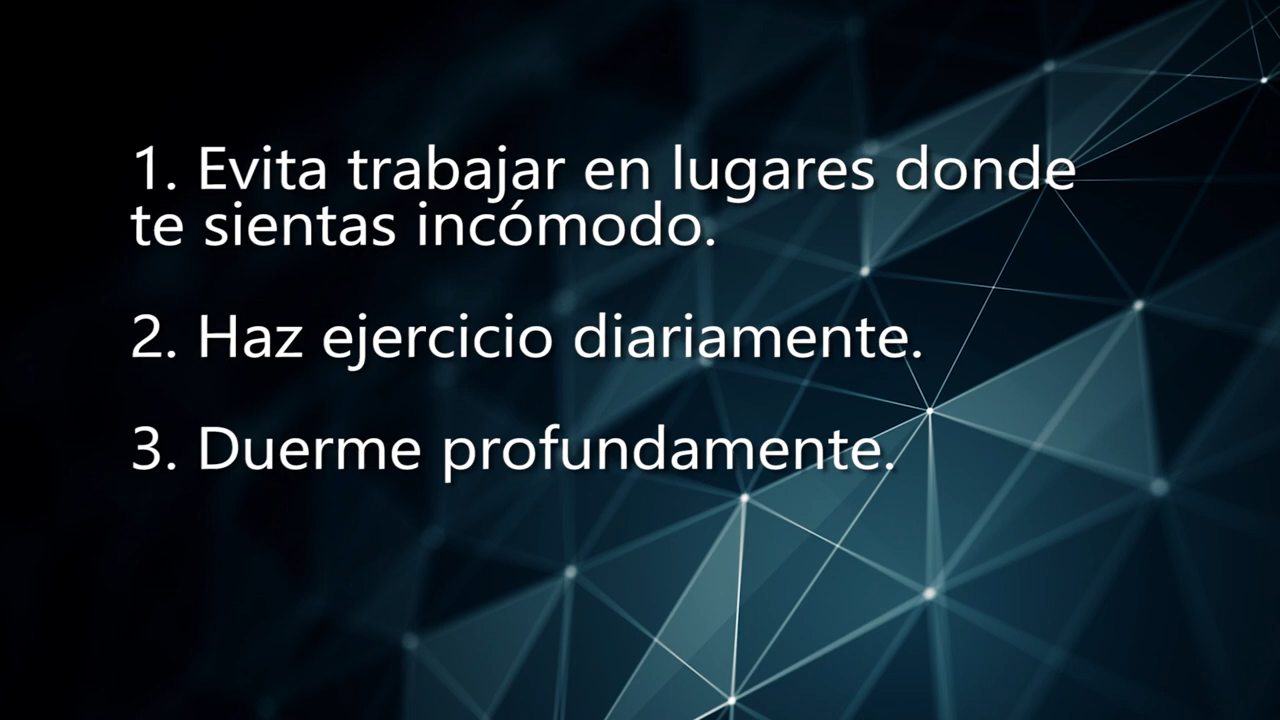 1. Evita trabajar en lugares donde
te sientas incómodo.
2. Haz ejercicio diariamente.
3. Duerme profundamente.